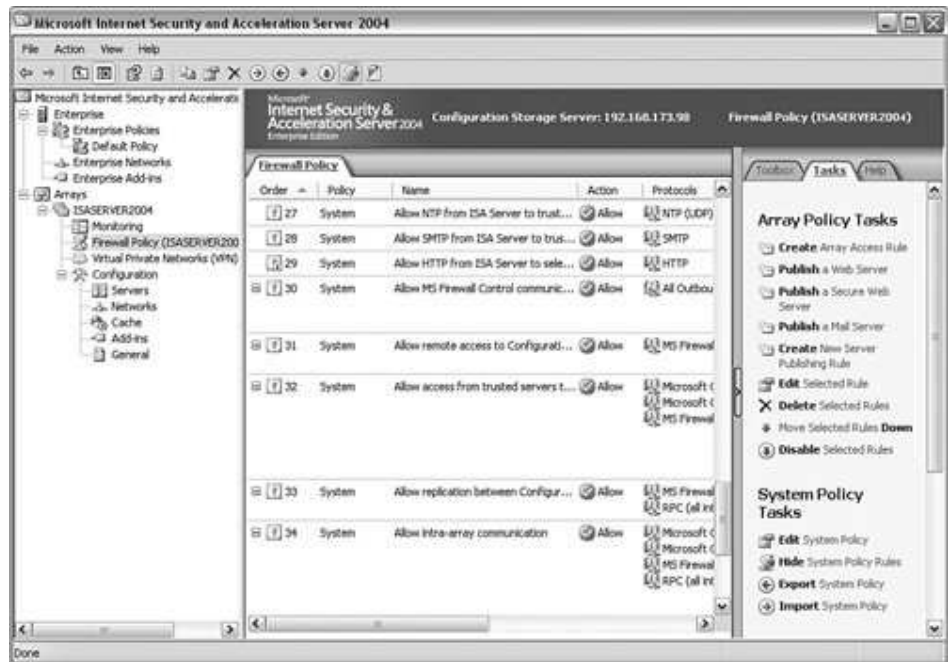 Microsoft Internet Security and Acceleration Server 2004
File Action View Help
Microsoft Internet Security and Accelerati
Enterprise
Enterprise Policies
Default Policy
Enterprise Networks
Enterprise Add-ins
Arrays
ISASERVER2004
Monitoring
Firewall Policy (ISASERVER200
Virtual Private Networks (VPN)
Configuration
Servers
Networks
Cache
Add-ins
General
Microsoft
Internet Security &
Acceleration Server 2004
Enterprise Edition
Configuration Storage Server: 192.168.173.98
Firewall Policy (ISASERVER2004)
Firewall Policy
Order Policy Name Action Protocols
27 System Allow NTP from ISA Server to trust... Allow NTP (UDP)
28 System Allow SMTP from ISA Server to trus... Allow SMTP
29 System Allow HTTP from ISA Server to sele... Allow HTTP
30 System Allow MS Firewall Control communic... Allow All Outbou
31 System Allow remote access to Configurati... Allow MS Firewal
32 System Allow access from trusted servers t... Allow Microsoft C
Microsoft C
MS Firewal
33 System Allow replication between Configur... Allow MS Firewal
RPC (all int
34 System Allow intra-array communication Allow Microsoft C
Microsoft C
MS Firewal
RPC (all int
Toolbox Tasks Help
Array Policy Tasks
Create Array Access Rule
Publish a Web Server
Publish a Secure Web
Server
Publish a Mail Server
Create New Server
Publishing Rule
Edit Selected Rule
Delete Selected Rules
Move Selected Rules Down
Disable Selected Rules
System Policy
Tasks
Edit System Policy
Hide System Policy Rules
Export System Policy
Import System Policy
Done